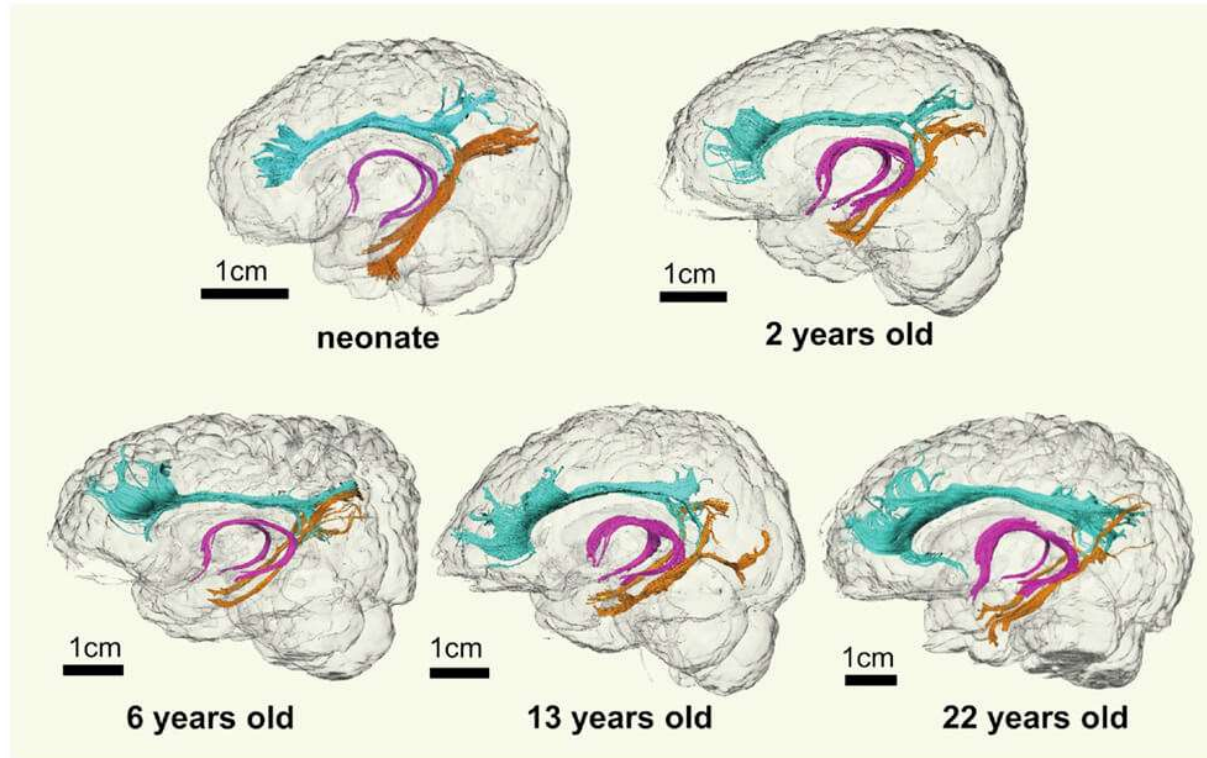 1cm
neonate
1cm
2 years old
1cm
6 years old
1cm
13 years old
1cm
22 years old